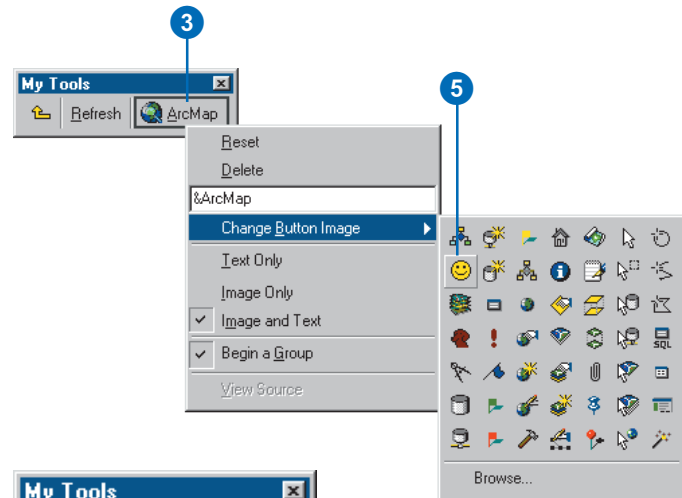 3
My Tools
Refresh
ArcMap
5
Reset
Delete
&ArcMap
Change Button Image
Text Only
Image Only
Image and Text
Begin a Group
View Source
SQL
Browse...
My Tools